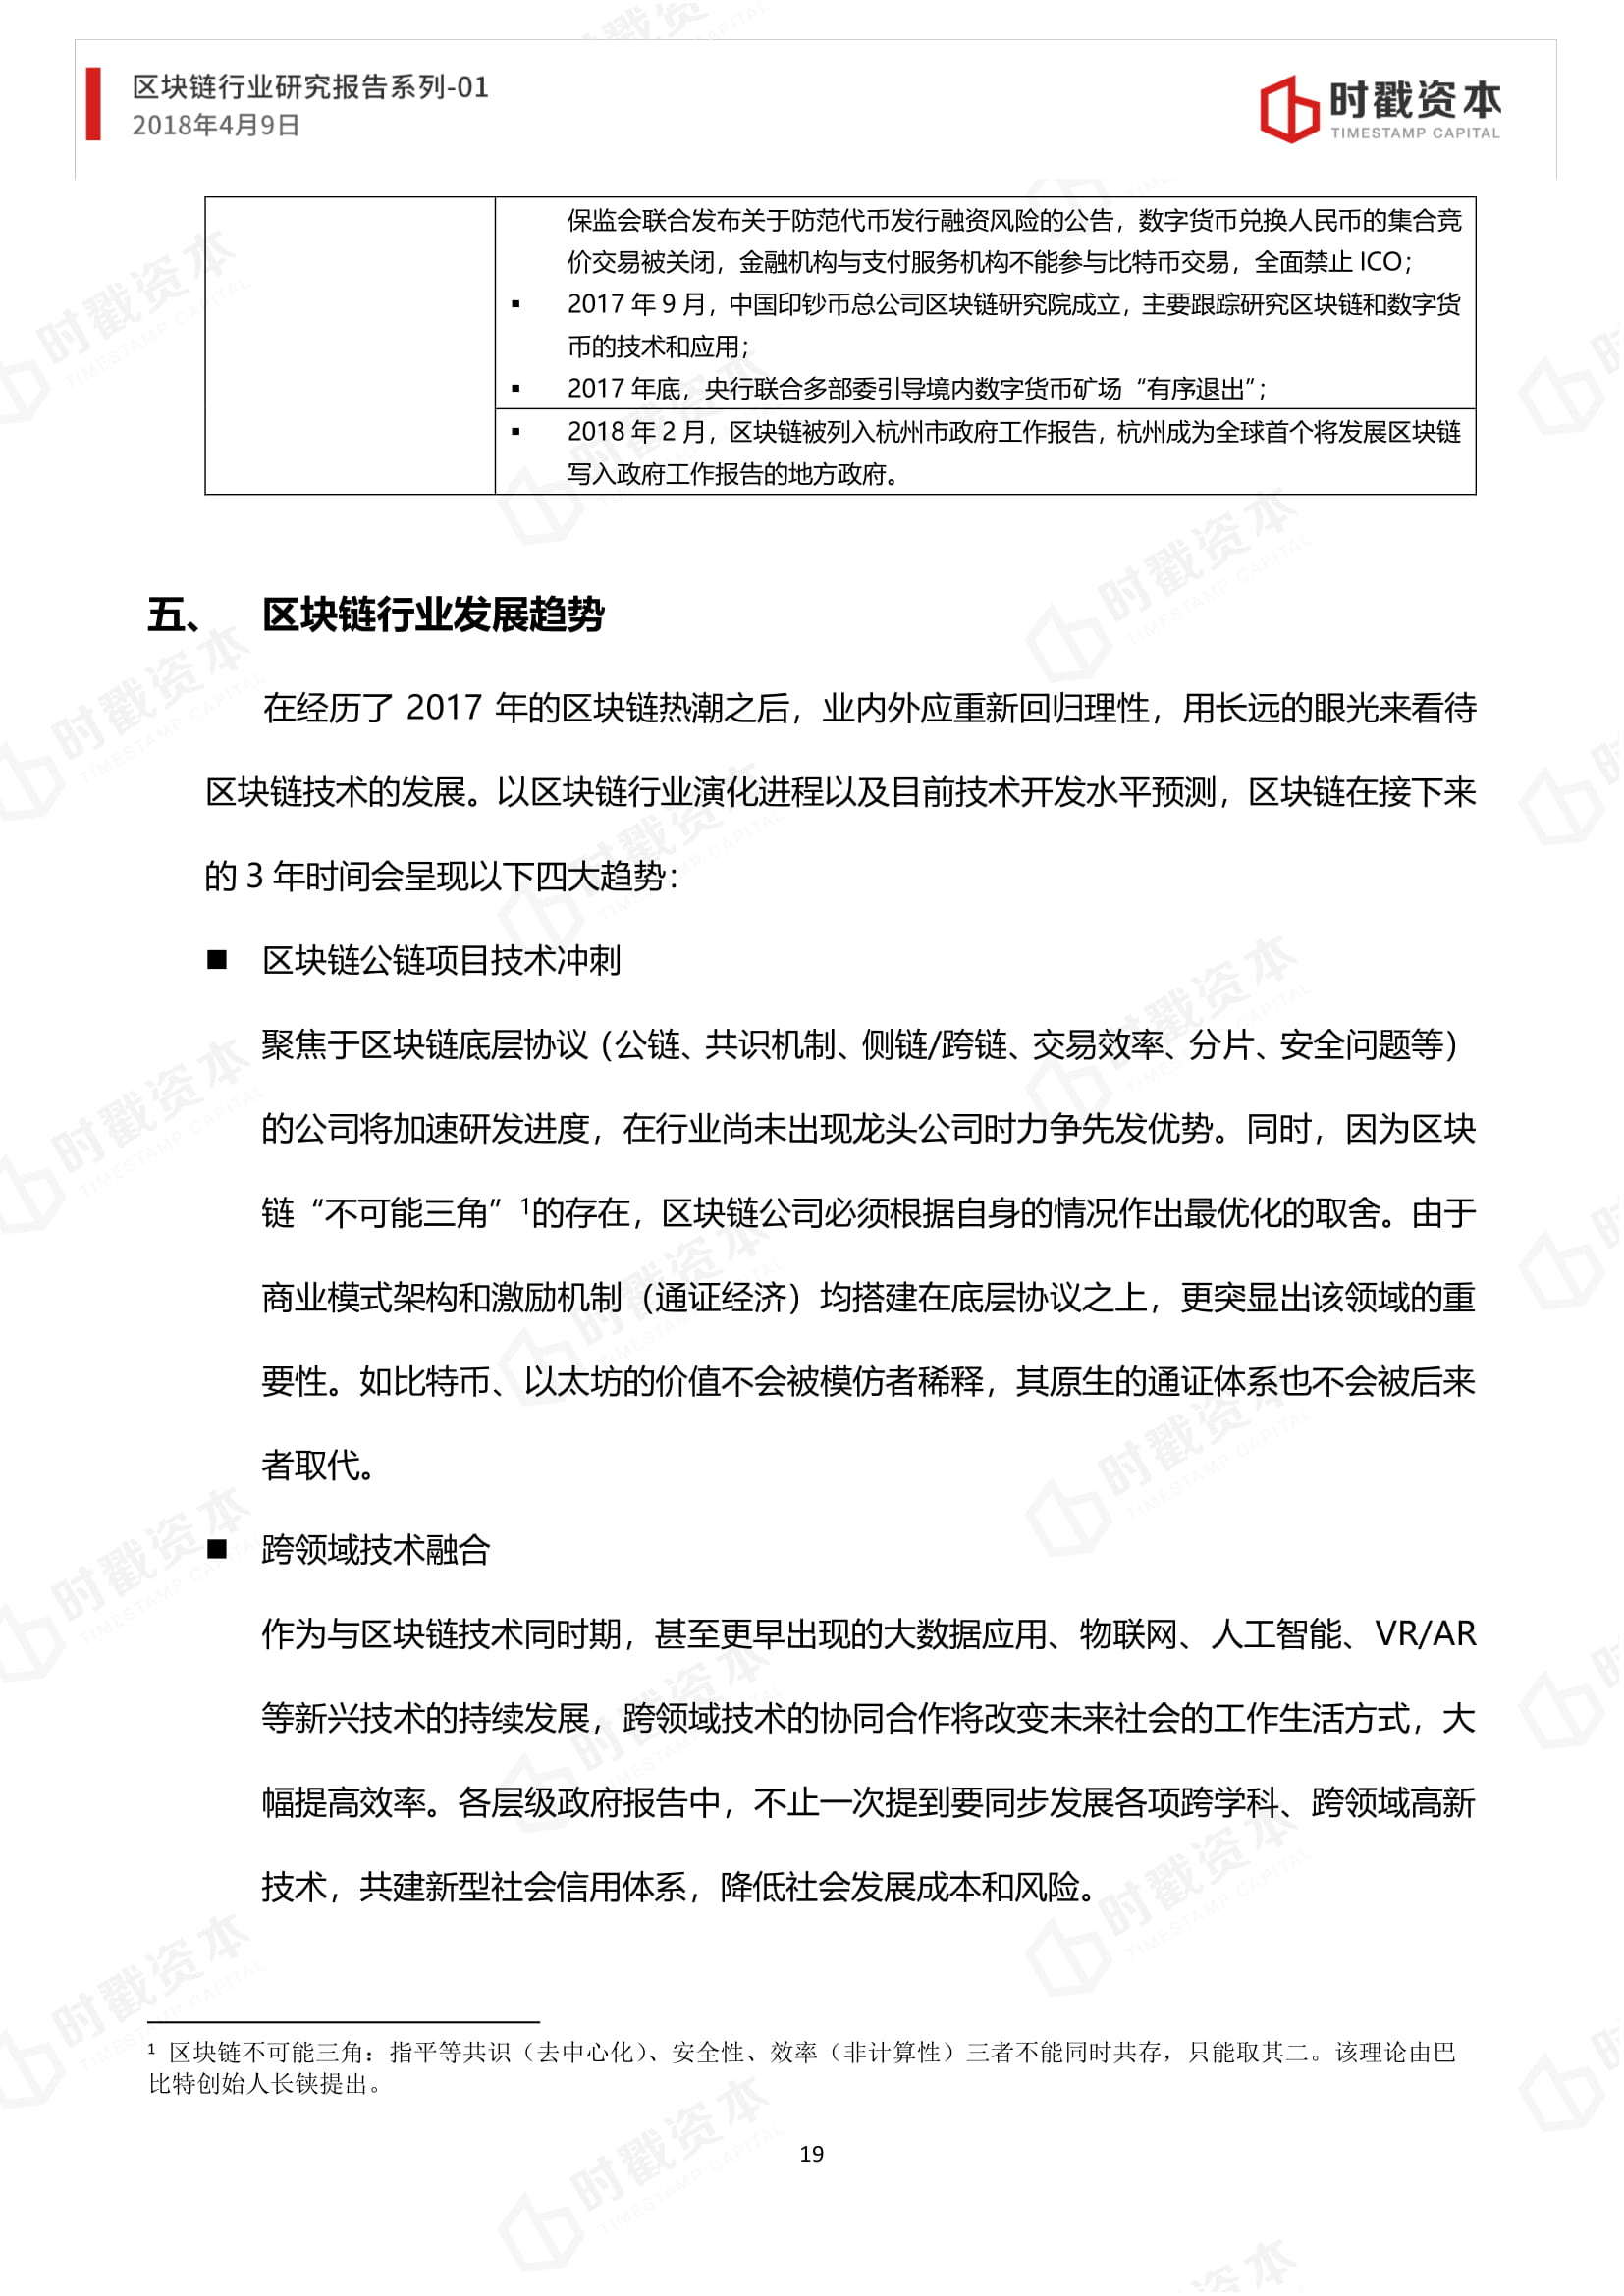 区块链行业研究报告系列-01
2018年4月9日
时戳资本
TIMESTAMP CAPITAL
保监会联合发布关于防范代币发行融资风险的公告，数字货币兑换人民币的集合竞
价交易被关闭，金融机构与支付服务机构不能参与比特币交易，全面禁止 ICO；
▪ 2017 年 9 月，中国印钞币总公司区块链研究院成立，主要跟踪研究区块链和数字货
币的技术和应用；
▪ 2017 年底，央行联合多部委引导境内数字货币矿场“有序退出”；
▪ 2018 年 2 月，区块链被列入杭州市政府工作报告，杭州成为全球首个将发展区块链
写入政府工作报告的地方政府。
五、 区块链行业发展趋势
在经历了 2017 年的区块链热潮之后，业内外应重新回归理性，用长远的眼光来看待
区块链技术的发展。以区块链行业演化进程以及目前技术开发水平预测，区块链在接下来
的 3 年时间会呈现以下四大趋势：
■ 区块链公链项目技术冲刺
聚焦于区块链底层协议（公链、共识机制、侧链/跨链、交易效率、分片、安全问题等）
的公司将加速研发进度，在行业尚未出现龙头公司时力争先发优势。同时，因为区块
链“不可能三角”1的存在，区块链公司必须根据自身的情况作出最优化的取舍。由于
商业模式架构和激励机制（通证经济）均搭建在底层协议之上，更突显出该领域的重
要性。如比特币、以太坊的价值不会被模仿者稀释，其原生的通证体系也不会被后来
者取代。
■ 跨领域技术融合
作为与区块链技术同时期，甚至更早出现的大数据应用、物联网、人工智能、VR/AR
等新兴技术的持续发展，跨领域技术的协同合作将改变未来社会的工作生活方式，大
幅提高效率。各层级政府报告中，不止一次提到要同步发展各项跨学科、跨领域高新
技术，共建新型社会信用体系，降低社会发展成本和风险。
1 区块链不可能三角：指平等共识（去中心化）、安全性、效率（非计算性）三者不能同时共存，只能取其二。该理论由巴
比特创始人长铗提出。
19